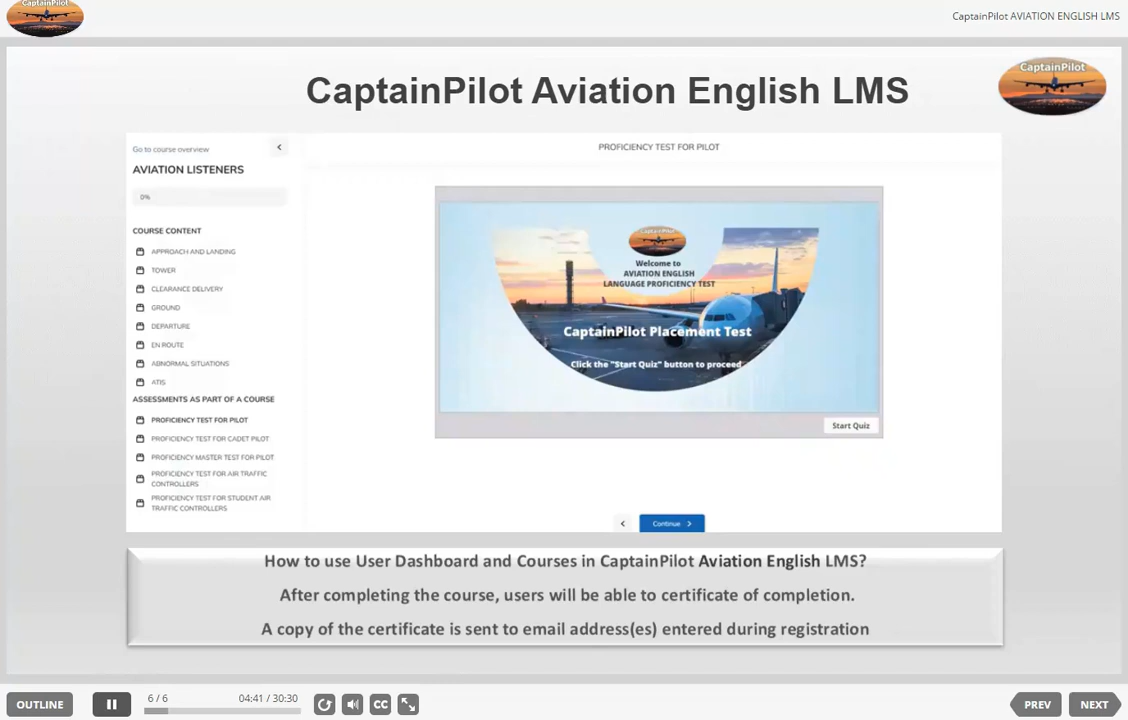 CaptainPilot
CaptainPilot AVIATION ENGLISH LMS
CaptainPilot Aviation English LMS
CaptainPilot
Go to course overview
AVIATION LISTENERS
0%
COURSE CONTENT
APPROACH AND LANDING
TOWER
CLEARANCE DELIVERY
GROUND
DEPARTURE
EN ROUTE
ABNORMAL SITUATIONS
ATIS
ASSESSMENTS AS PART OF A COURSE
PROFICIENCY TEST FOR PILOT
PROFICIENCY TEST FOR CADET PILOT
PROFICIENCY MASTER TEST FOR PILOT
PROFICIENCY TEST FOR AIR TRAFFIC
CONTROLLERS
PROFICIENCY TEST FOR STUDENT AIR
TRAFFIC CONTROLLERS
PROFICIENCY TEST FOR PILOT
CaptainPilot
Welcome to
AVIATION ENGLISH
LANGUAGE PROFICIENCY TEST
CaptainPilot Placement Test
Click the "Start Quiz" button to proceed
Start Quiz
Continue
How to use User Dashboard and Courses in CaptainPilot Aviation English LMS?
After completing the course, users will be able to certificate of completion.
A copy of the certificate is sent to email address(es) entered during registration
OUTLINE
6 / 6
04:41 / 30:30
CC
PREV
NEXT